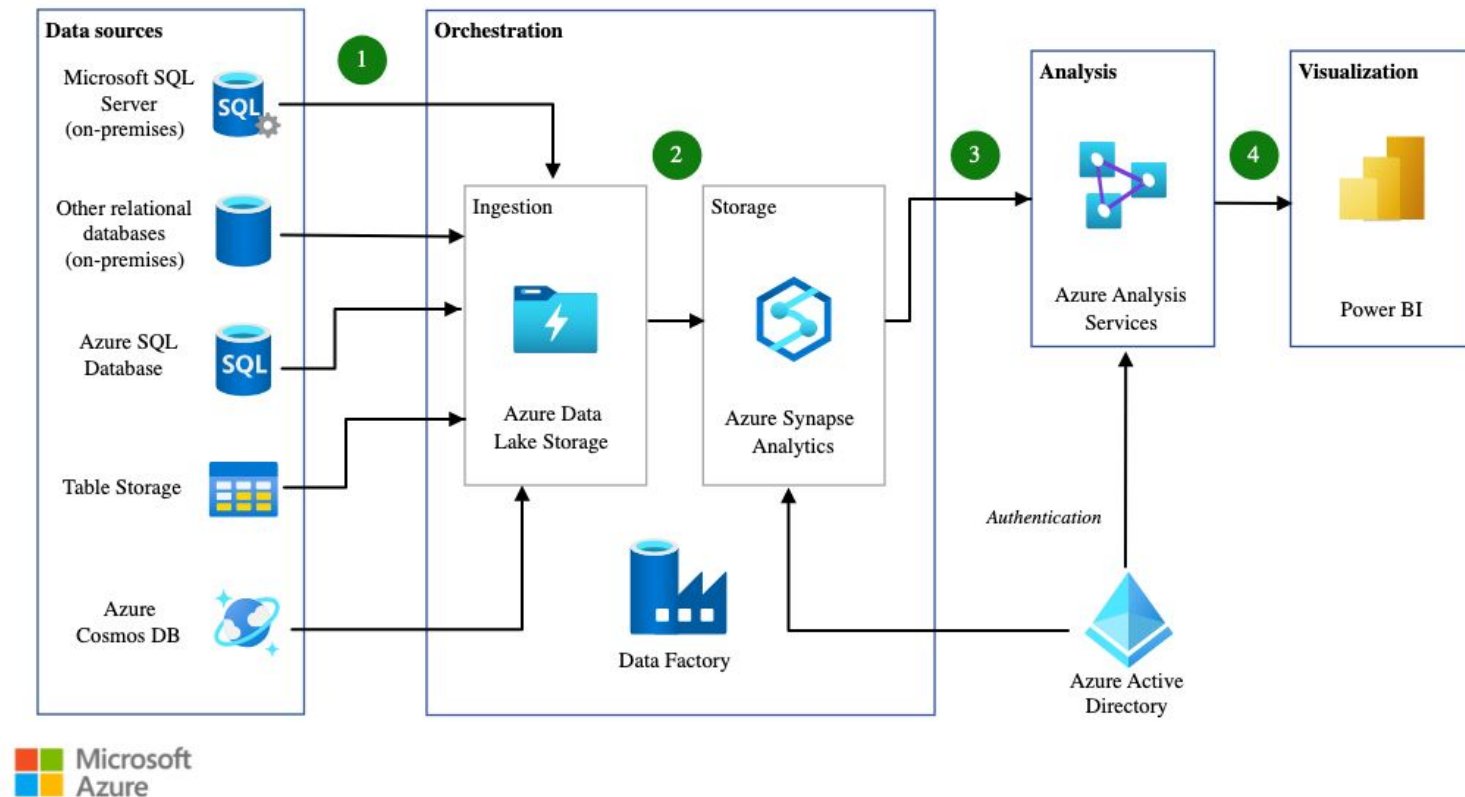 Data sources
Microsoft SQL
Server
(on-premises)
SQL
Other relational
databases
(on-premises)
Azure SQL
Database
SQL
Table Storage
Azure
Cosmos DB
1
Orchestration
Ingestion
Azure Data
Lake Storage
2
Storage
Azure Synapse
Analytics
Data Factory
3
Analysis
Azure Analysis
Services
4
Visualization
Power BI
Authentication
Azure Active
Directory
Microsoft
Azure